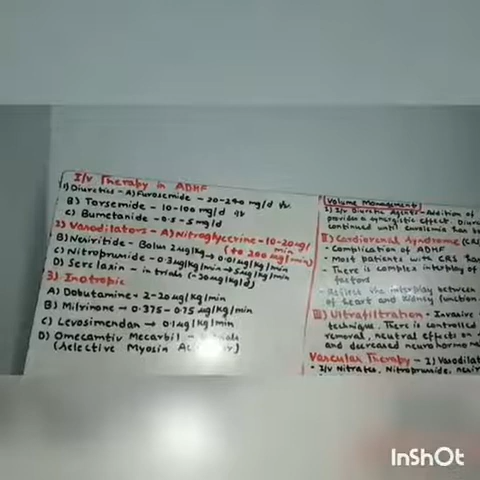 I/v Therapy in ADHF
1) Diuretics - A) Furosemide - 20-240 mg/d I/v
B) Torsemide - 10-100 mg/d I/v
C) Bumetanide - 0.5-5 mg/d
2) Vasodilators - A) Nitroglycerine - 10-20 ug/min
(to 200 ug/min)
B) Nesiritide - Bolus 2 ug/kg → 0.01 ug/kg/min
C) Nitroprusside - 0.3 ug/kg/min → 5 ug/kg/min
D) Serelaxin - in trials (-30 ug/kg/d)
3) Inotropic
A) Dobutamine - 2-20 ug/kg/min
B) Milrinone → 0.375-0.75 ug/kg/min
C) Levosimendan → 0.1 ug/kg/min
D) Omecamtiv Mecarbil -
(Selective Myosin
Volume Management
I) I/v Diuretic Agents - Addition of
provides a synergistic effect.
continued until euvolemia has
II) Cardiorenal Syndrome
- Complication of ADHF
- Most patients with CRS
- There is complex interplay of
factors
- Reflect the interplay between
of heart and kidney function.
III) Ultrafiltration - Invasive
technique. There is controlled
removal, neutral effects on
and decreased neurohormo
Vascular Therapy - I) Vasodilat
• I/v Nitrates, Nitroprusside,
InShOt